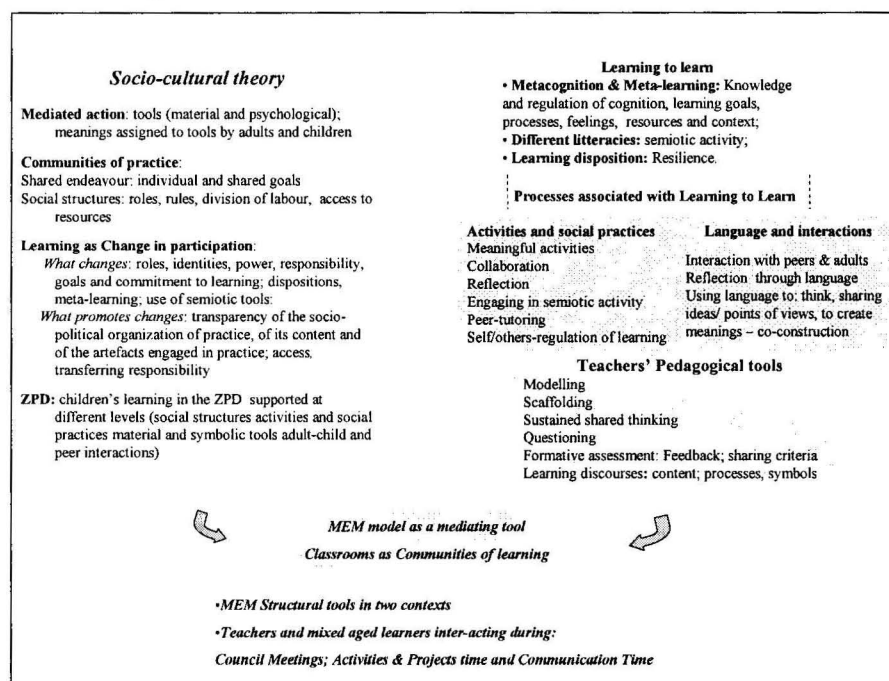 Socio-cultural theory
Mediated action: tools (material and psychological);
meanings assigned to tools by adults and children
Communities of practice:
Shared endeavour: individual and shared goals
Social structures: roles, rules, division of labour, access to
resources
Learning as Change in participation:
What changes: roles, identities, power, responsibility,
goals and commitment to learning; dispositions,
meta-learning; use of semiotic tools:
What promotes changes: transparency of the socio-
political organization of practice, of its content and
of the artefacts engaged in practice; access,
transferring responsibility
ZPD: children's learning in the ZPD supported at
different levels (social structures activities and social
practices material and symbolic tools adult-child and
peer interactions)
Learning to learn
• Metacognition & Meta-learning: Knowledge
and regulation of cognition, learning goals,
processes, feelings, resources and context;
• Different litteracies: semiotic activity;
• Learning disposition: Resilience.
Processes associated with Learning to Learn
Activities and social practices
Meaningful activities
Collaboration
Reflection
Engaging in semiotic activity
Peer-tutoring
Self/others-regulation of learning
Language and interactions
Interaction with peers & adults
Reflection through language
Using language to: think, sharing
ideas/ points of views, to create
meanings – co-construction
Teachers' Pedagogical tools
Modelling
Scaffolding
Sustained shared thinking
Questioning
Formative assessment: Feedback; sharing criteria
Learning discourses: content; processes, symbols
MEM model as a mediating tool
Classrooms as Communities of learning
•MEM Structural tools in two contexts
•Teachers and mixed aged learners inter-acting during:
Council Meetings; Activities & Projects time and Communication Time